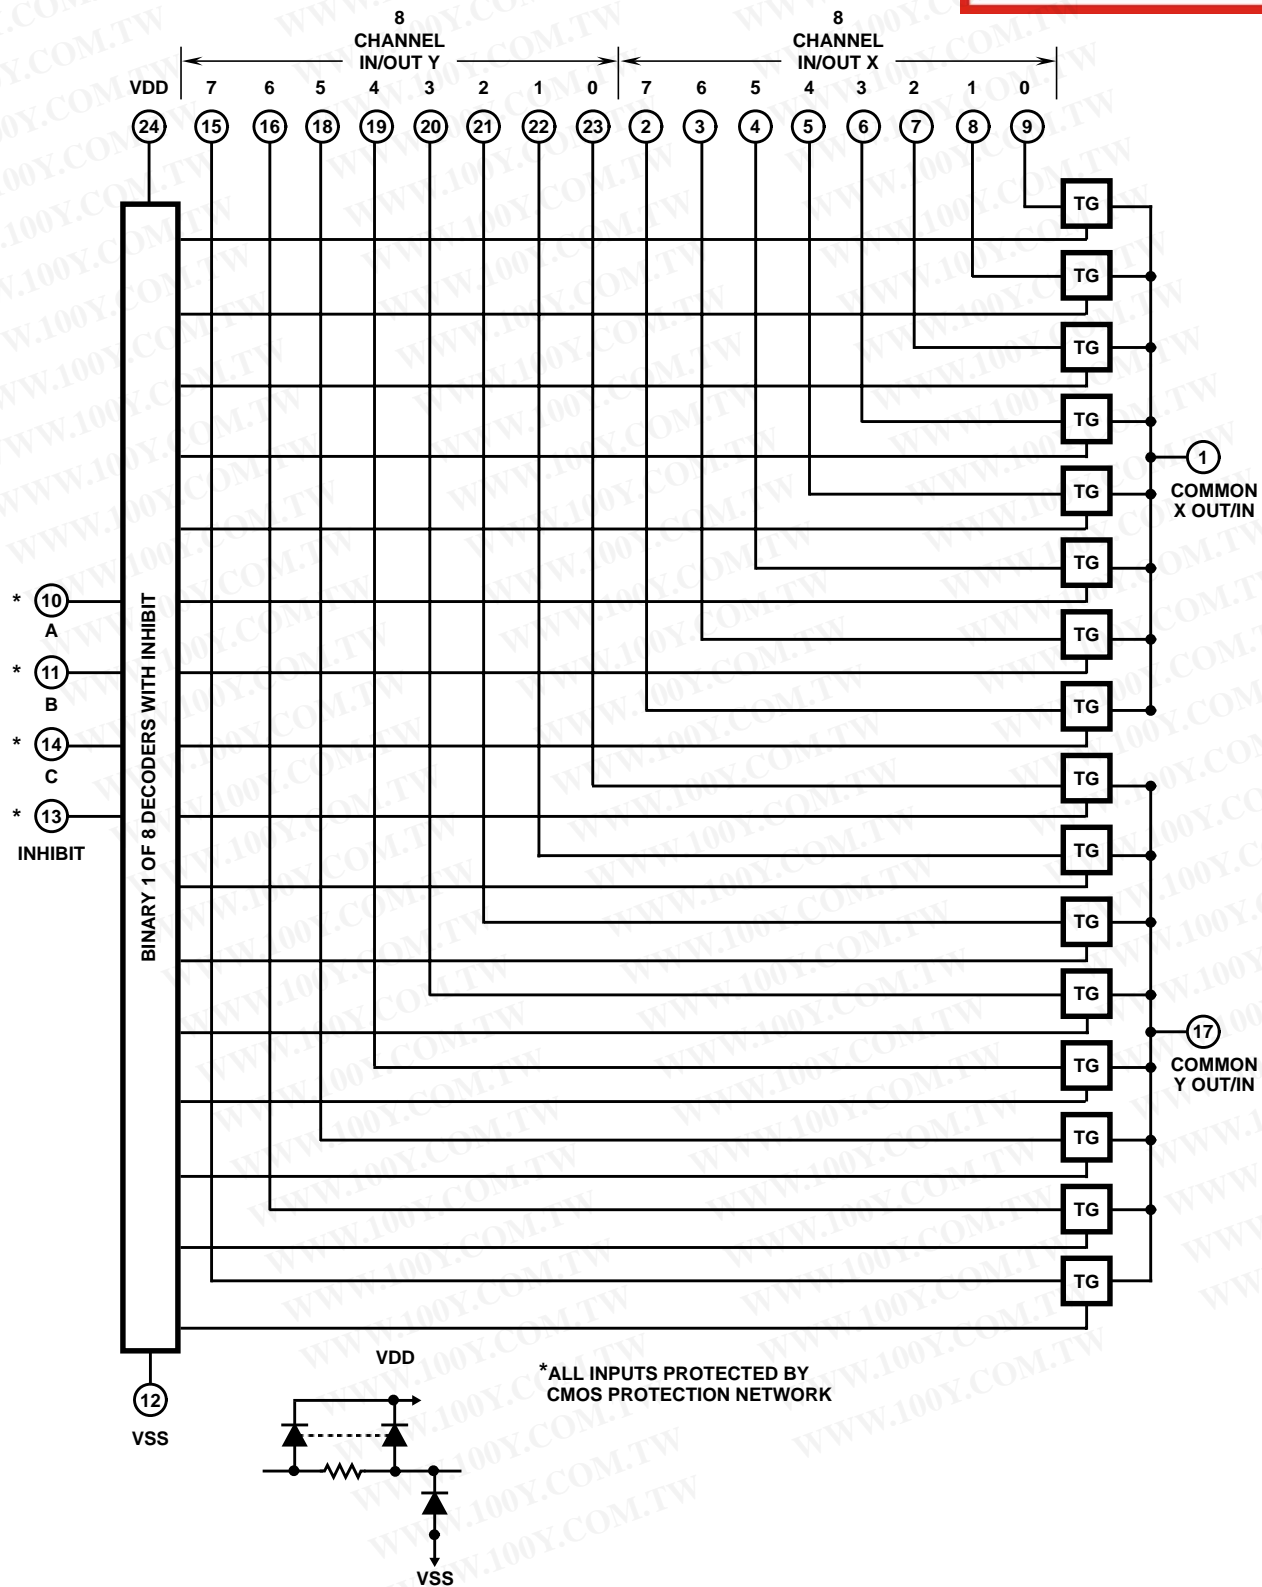 8 CHANNEL IN/OUT Y
8 CHANNEL IN/OUT X
VDD 7 6 5 4 3 2 1 0 7 6 5 4 3 2 1 0
24 15 16 18 19 20 21 22 23 2 3 4 5 6 7 8 9
TG
TG
TG
TG
1
COMMON
X OUT/IN
TG
TG
* 10
A
TG
* 11
B
TG
* 14
C
TG
* 13
INHIBIT
BINARY 1 OF 8 DECODERS WITH INHIBIT
TG
TG
TG
17
COMMON
Y OUT/IN
TG
TG
TG
TG
12
VSS
VDD
*ALL INPUTS PROTECTED BY
CMOS PROTECTION NETWORK
VSS
WWW.100Y.COM.TW